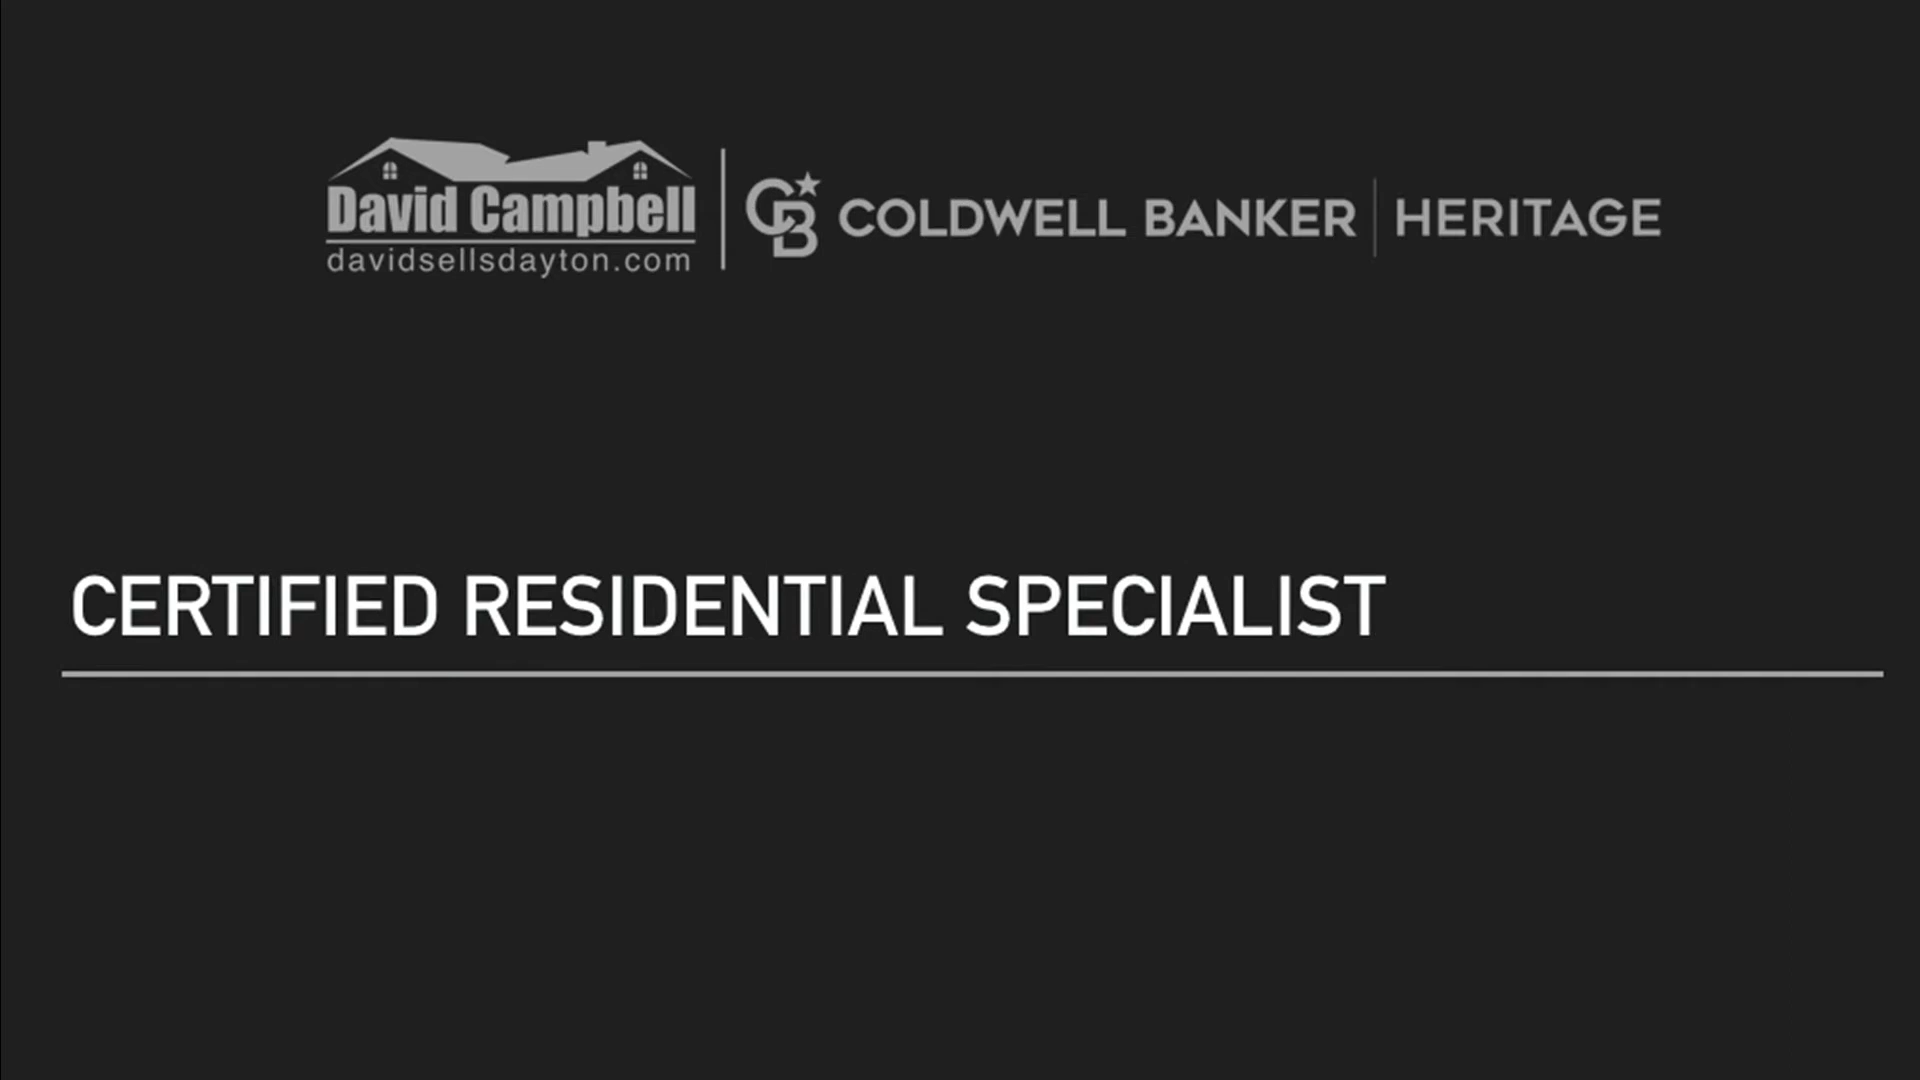 David Campbell
davidsellsdayton.com
CB COLDWELL BANKER HERITAGE
CERTIFIED RESIDENTIAL SPECIALIST